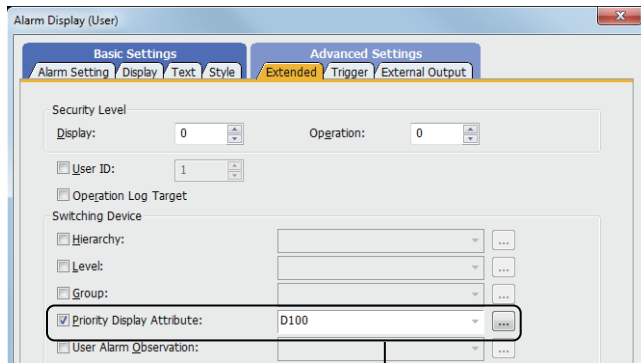 Alarm Display (User)
Basic Settings Advanced Settings
Alarm Setting Display Text Style Extended Trigger External Output
Security Level
Display: 0 Operation: 0
User ID: 1
Operation Log Target
Switching Device
Hierarchy: ...
Level: ...
Group: ...
Priority Display Attribute: D100 ...
User Alarm Observation: ...